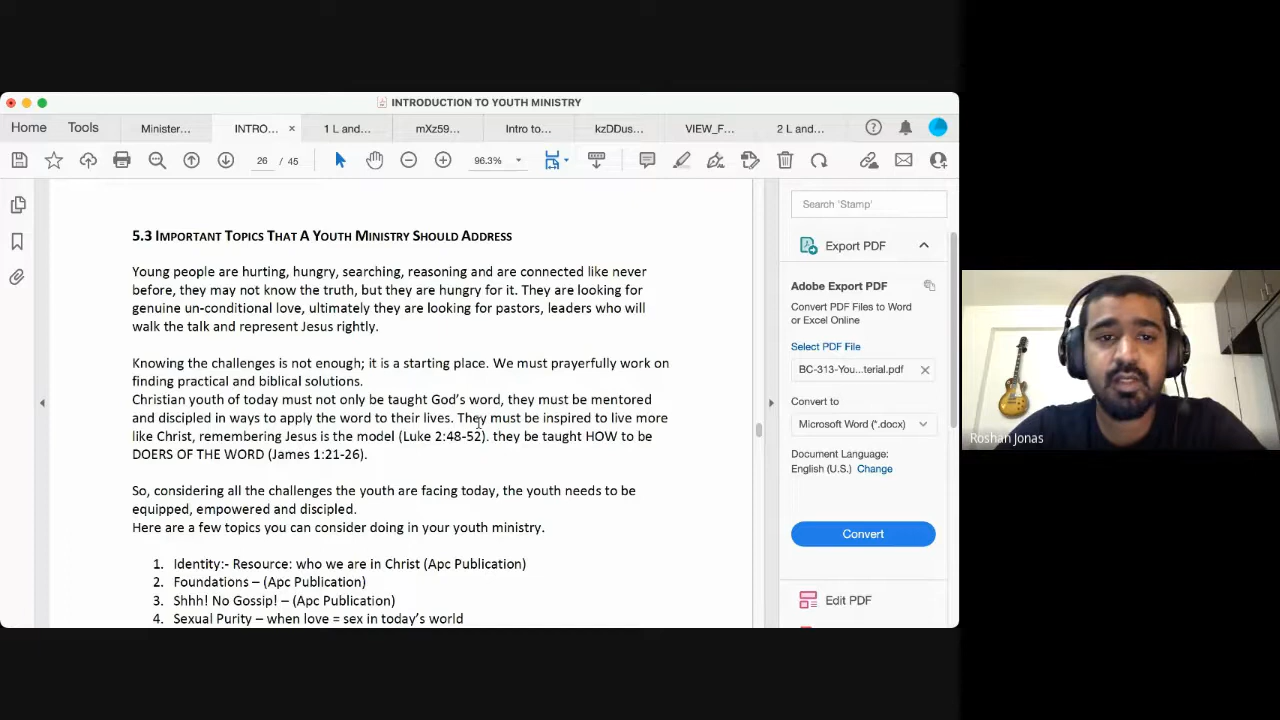 INTRODUCTION TO YOUTH MINISTRY
Home Tools Minister... INTRO... × 1 L and... mXz59... Intro to... kzDDus... VIEW_F... 2 L and...
26 / 45 96.3%
5.3 IMPORTANT TOPICS THAT A YOUTH MINISTRY SHOULD ADDRESS
Young people are hurting, hungry, searching, reasoning and are connected like never
before, they may not know the truth, but they are hungry for it. They are looking for
genuine un-conditional love, ultimately they are looking for pastors, leaders who will
walk the talk and represent Jesus rightly.
Knowing the challenges is not enough; it is a starting place. We must prayerfully work on
finding practical and biblical solutions.
Christian youth of today must not only be taught God's word, they must be mentored
and discipled in ways to apply the word to their lives. They must be inspired to live more
like Christ, remembering Jesus is the model (Luke 2:48-52). they be taught HOW to be
DOERS OF THE WORD (James 1:21-26).
So, considering all the challenges the youth are facing today, the youth needs to be
equipped, empowered and discipled.
Here are a few topics you can consider doing in your youth ministry.
1. Identity:- Resource: who we are in Christ (Apc Publication)
2. Foundations – (Apc Publication)
3. Shhh! No Gossip! – (Apc Publication)
4. Sexual Purity – when love = sex in today's world
Search 'Stamp'
Export PDF
Adobe Export PDF
Convert PDF Files to Word
or Excel Online
Select PDF File
BC-313-You...terial.pdf
Convert to
Microsoft Word (*.docx)
Document Language:
English (U.S.) Change
Convert
Edit PDF
Roshan Jonas